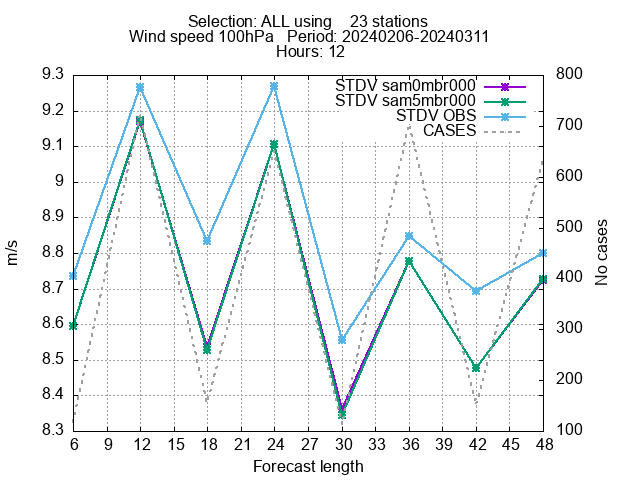 Selection: ALL using    23 stations
Wind speed 100hPa   Period: 20240206-20240311
Hours: 12
9.3
9.2
9.1
9
8.9
8.8
8.7
8.6
8.5
8.4
8.3
m/s
STDV sam0mbr000
STDV sam5mbr000
STDV OBS
CASES
800
700
600
500
400
300
200
100
No cases
6 9 12 15 18 21 24 27 30 33 36 39 42 45 48
Forecast length